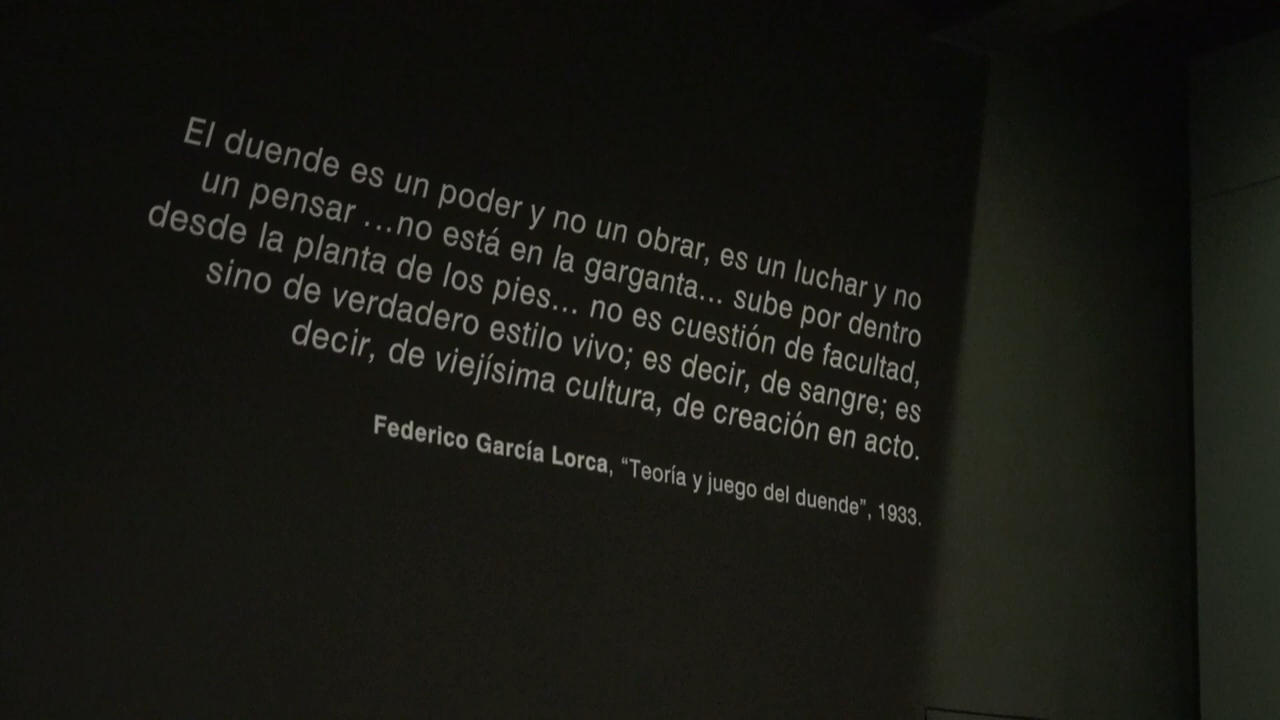 El duende es un poder y no un obrar, es un luchar y no
un pensar ...no está en la garganta... sube por dentro
desde la planta de los pies... no es cuestión de facultad,
sino de verdadero estilo vivo; es decir, de sangre; es
decir, de viejísima cultura, de creación en acto.
Federico García Lorca, “Teoría y juego del duende”, 1933.